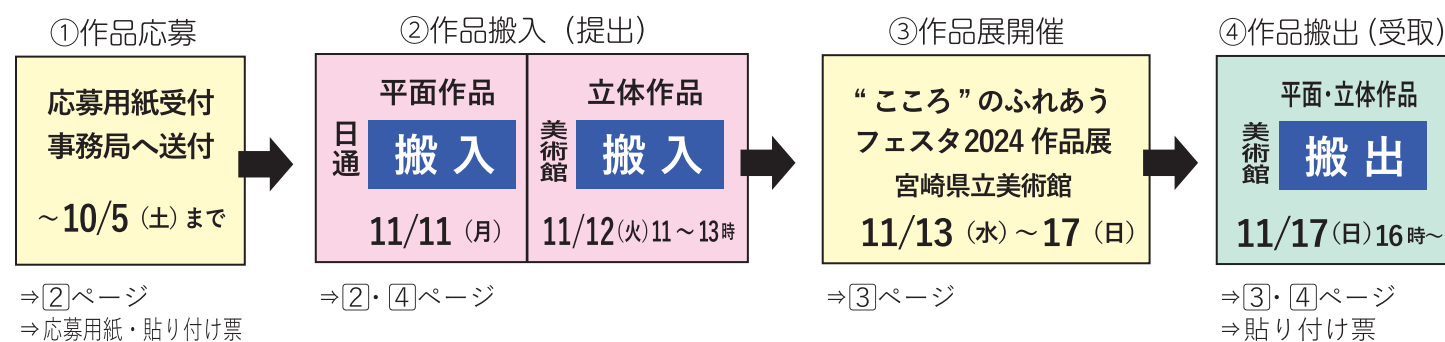 ①作品応募
応募用紙受付
事務局へ送付
～10/5（土）まで
⇒2ページ
⇒応募用紙・貼り付け票
②作品搬入（提出）
平面作品
日通
搬入
11/11（月）
立体作品
美術館
搬入
11/12（火）11～13時
⇒2・4ページ
③作品展開催
“こころ”のふれあう
フェスタ2024 作品展
宮崎県立美術館
11/13（水）～17（日）
⇒3ページ
④作品搬出（受取）
平面・立体作品
美術館
搬出
11/17（日）16時～
⇒3・4ページ
⇒貼り付け票